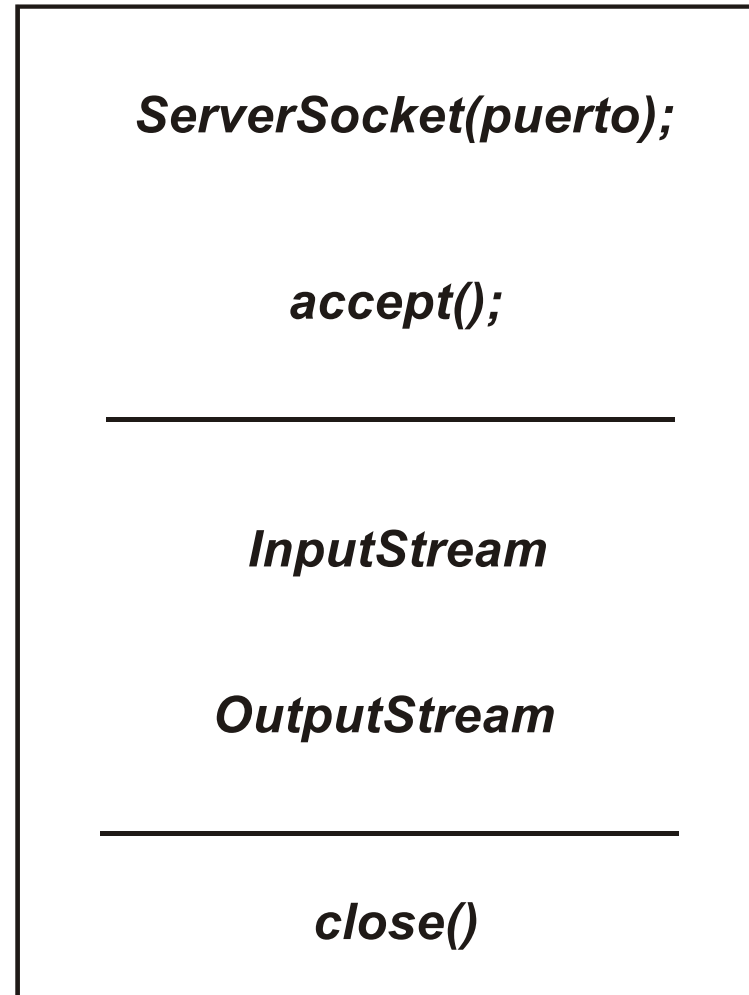 ServerSocket(puerto);
accept();
InputStream
OutputStream
close()